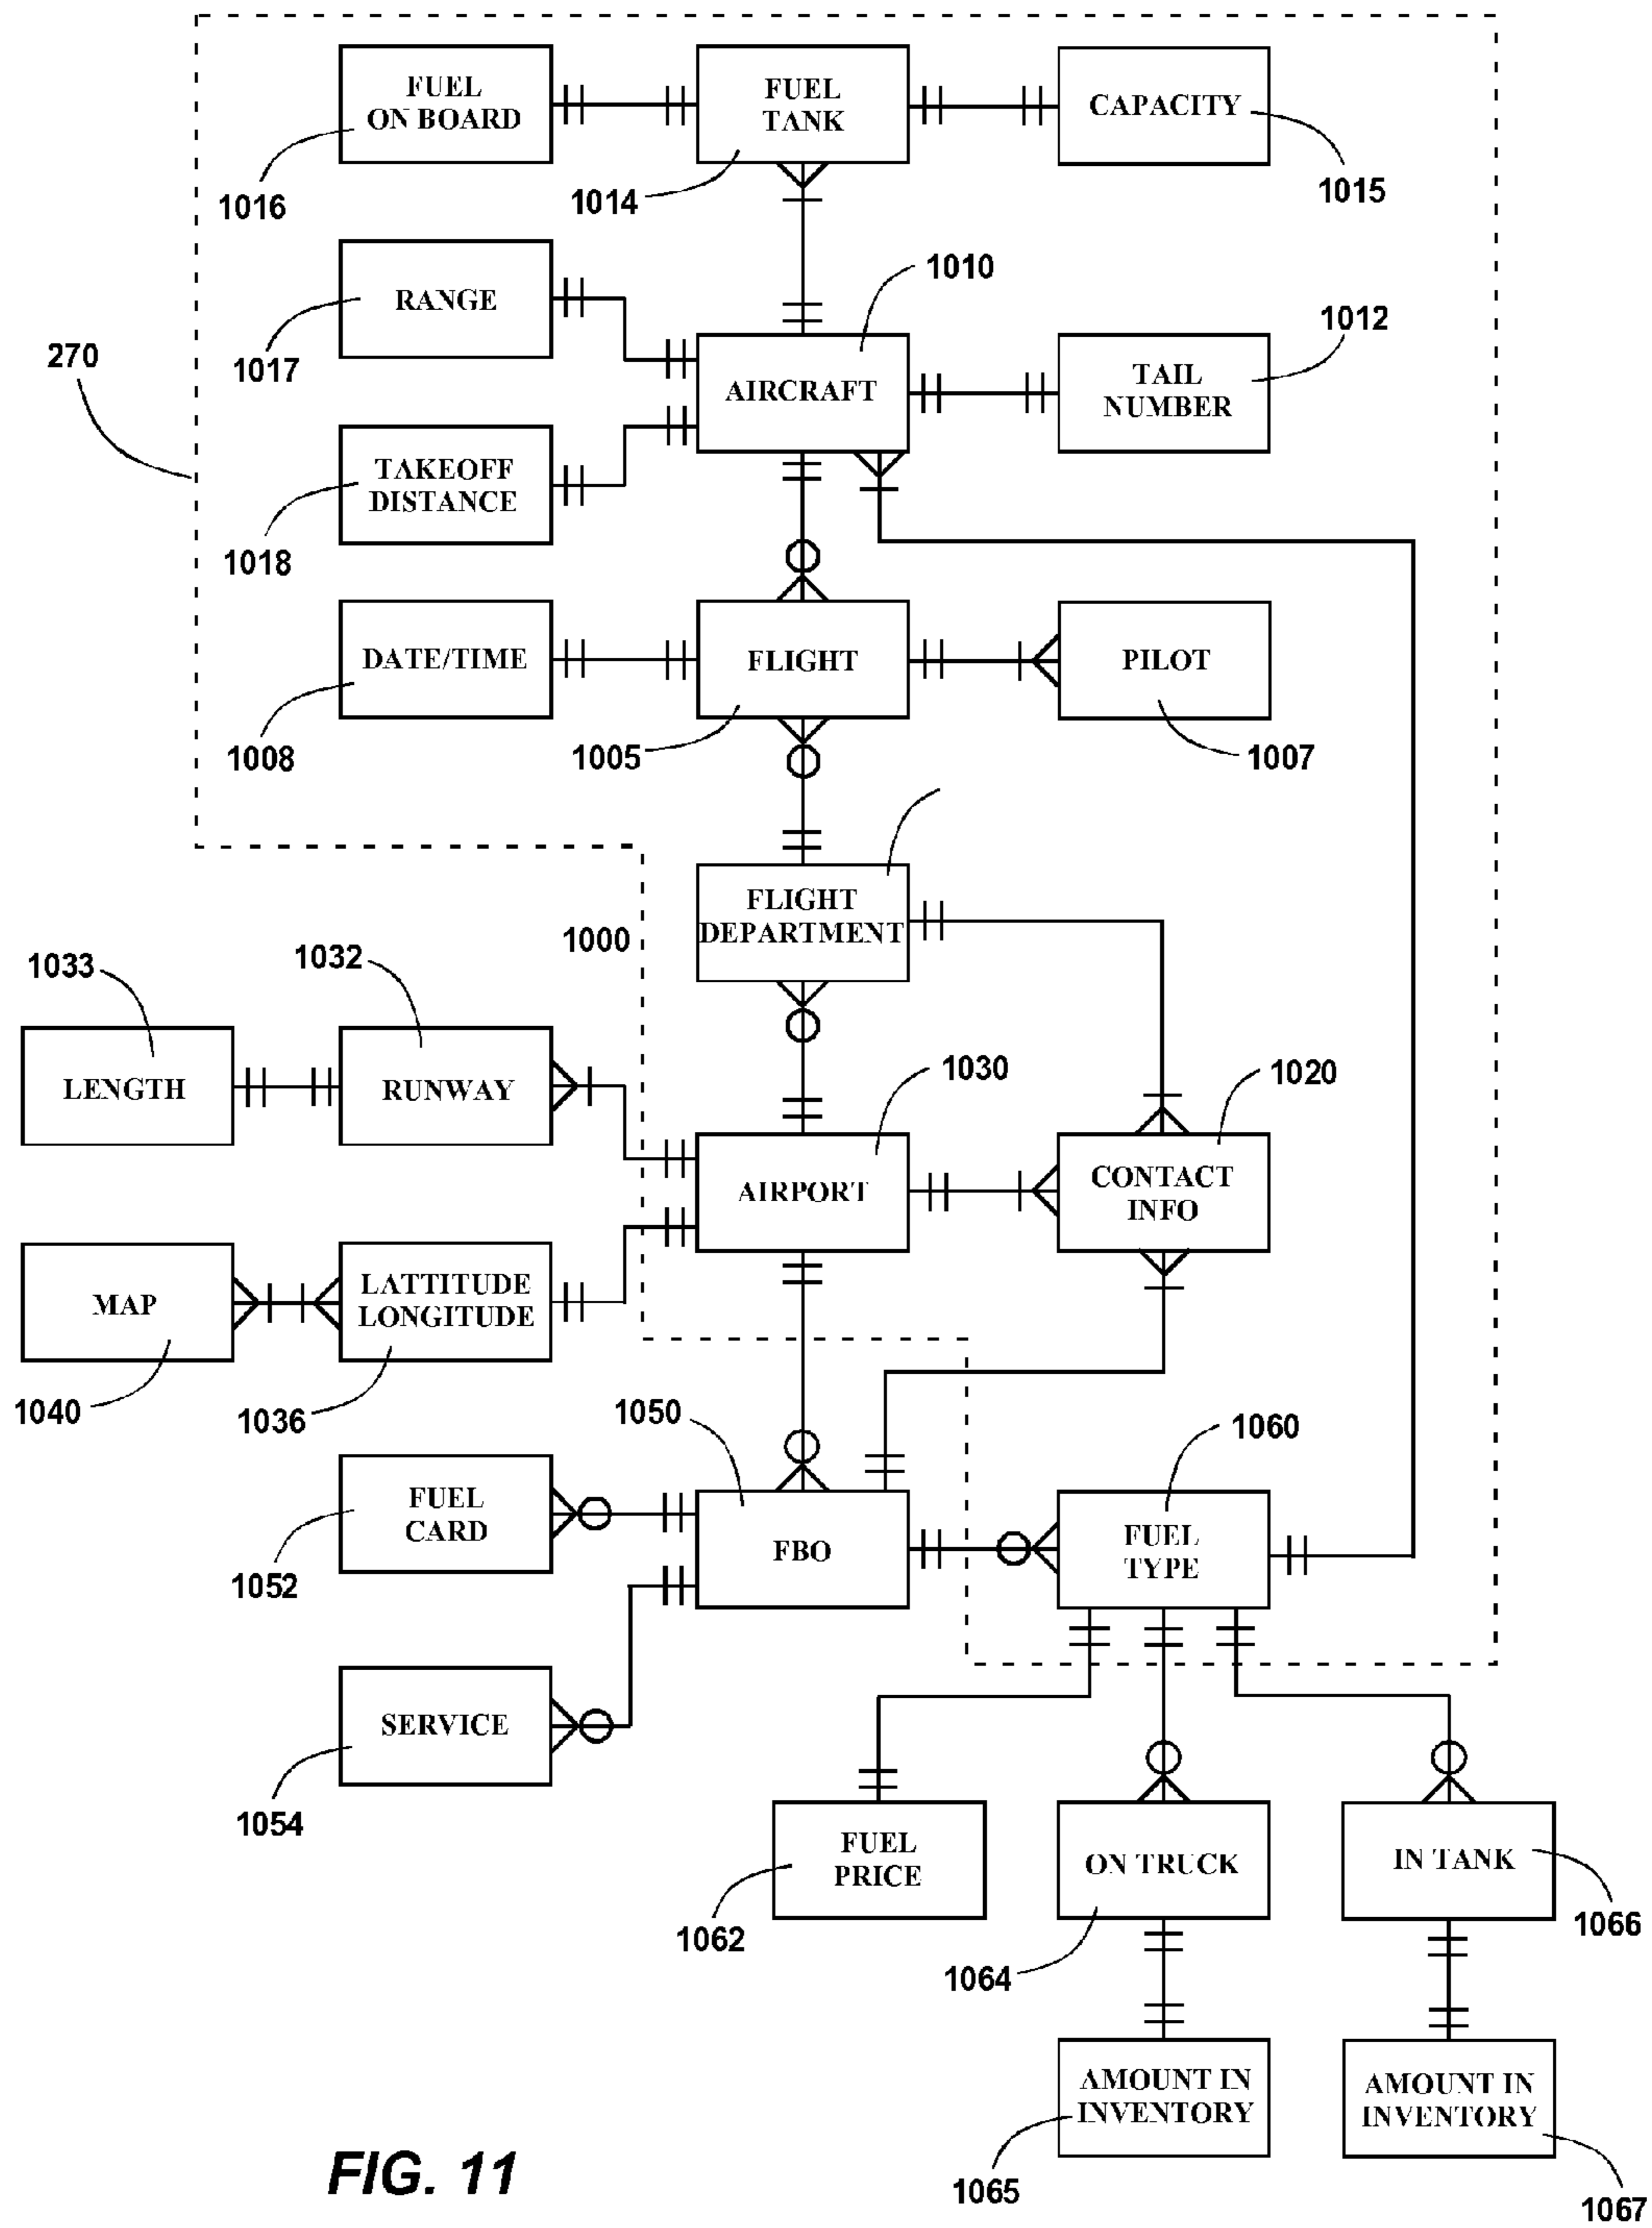 FUEL
ON BOARD
1016
FUEL
TANK
1014
CAPACITY
1015
RANGE
1017
1010
AIRCRAFT
TAIL
NUMBER
1012
270
TAKEOFF
DISTANCE
1018
DATE/TIME
1008
FLIGHT
1005
PILOT
1007
FLIGHT
DEPARTMENT
1000
1033
LENGTH
1032
RUNWAY
1030
AIRPORT
1020
CONTACT
INFO
MAP
1040
LATTITUDE
LONGITUDE
1036
1050
FBO
FUEL
CARD
1052
1060
FUEL
TYPE
SERVICE
1054
FUEL
PRICE
1062
ON TRUCK
1064
IN TANK
1066
AMOUNT IN
INVENTORY
1065
AMOUNT IN
INVENTORY
1067
FIG. 11